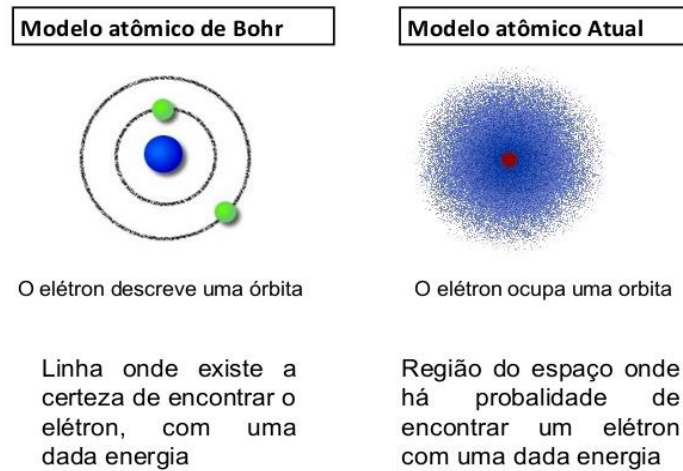 Modelo atômico de Bohr
O elétron descreve uma órbita
Linha onde existe a
certeza de encontrar o
elétron, com uma
dada energia
Modelo atômico Atual
O elétron ocupa uma orbita
Região do espaço onde
há probalidade de
encontrar um elétron
com uma dada energia